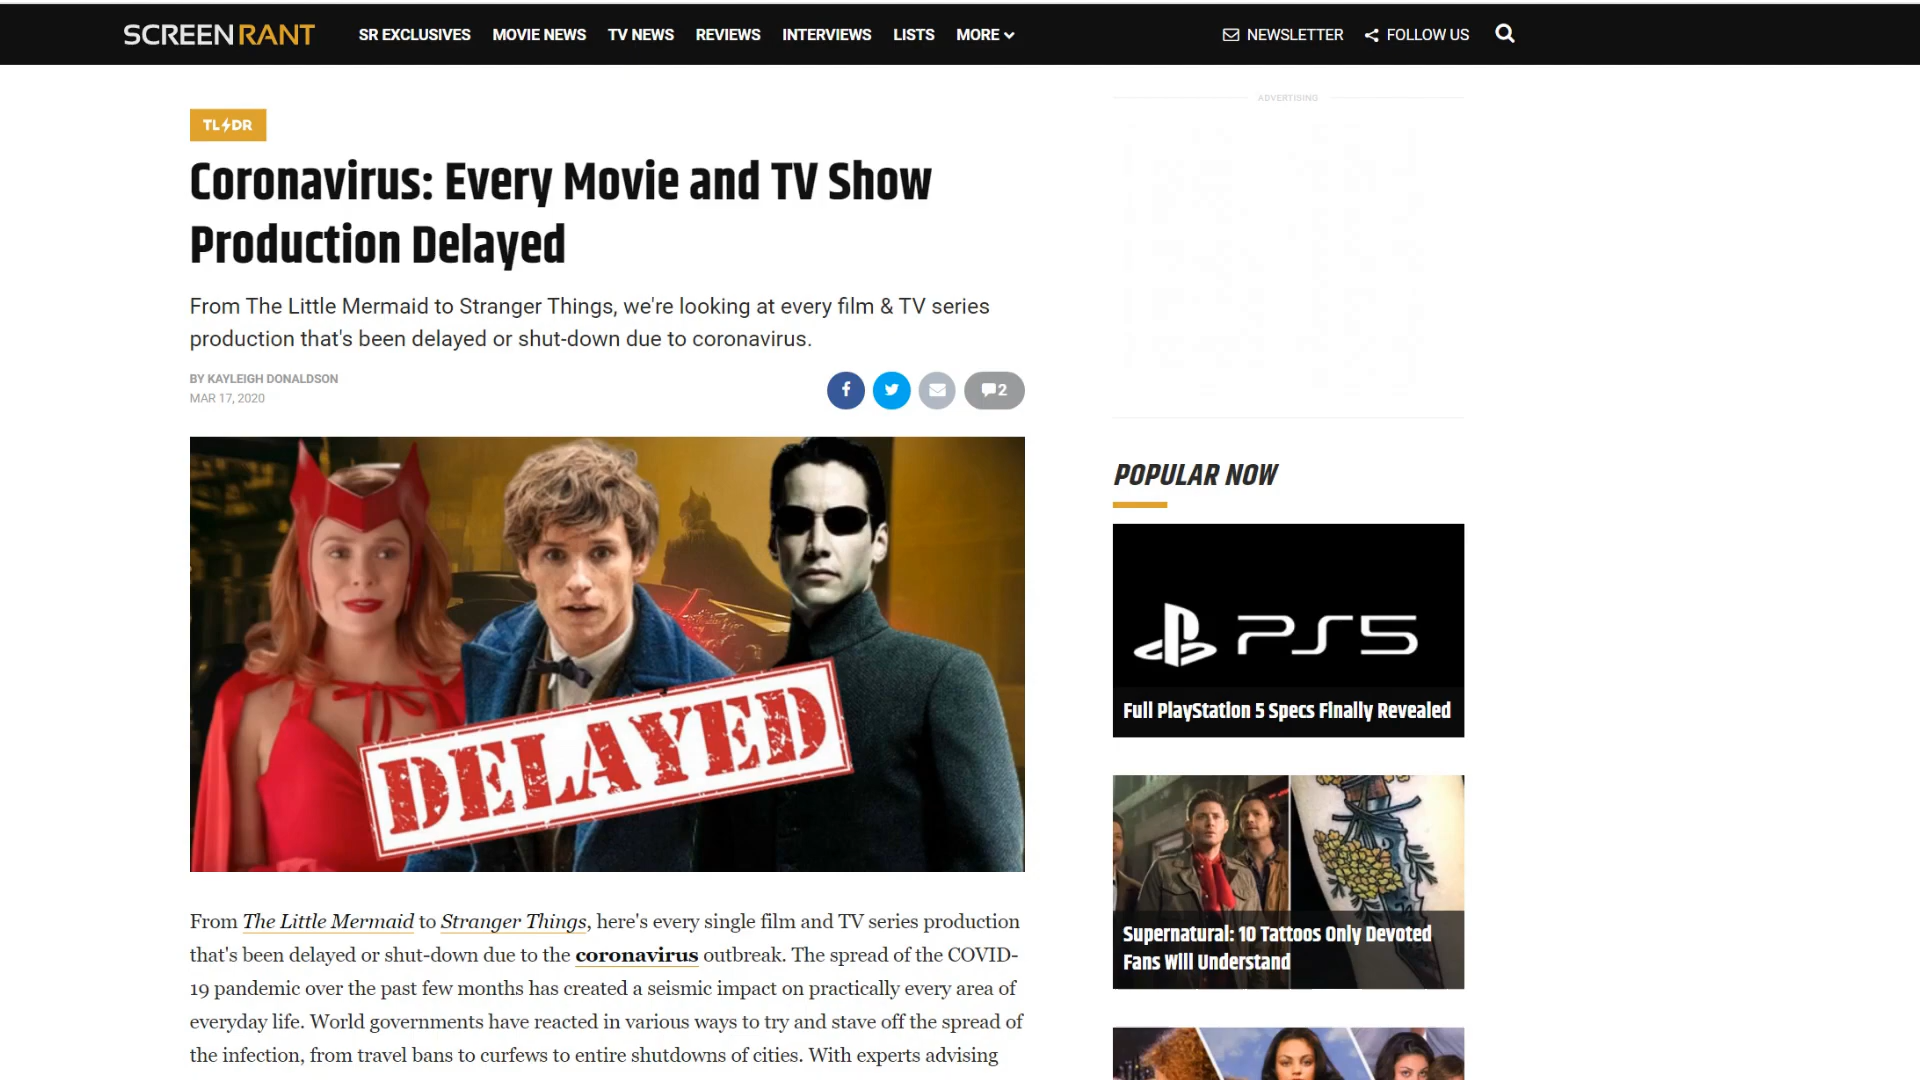 SCREENRANT
SR EXCLUSIVES MOVIE NEWS TV NEWS REVIEWS INTERVIEWS LISTS MORE
NEWSLETTER FOLLOW US
TL DR
Coronavirus: Every Movie and TV Show
Production Delayed
From The Little Mermaid to Stranger Things, we're looking at every film & TV series
production that's been delayed or shut-down due to coronavirus.
BY KAYLEIGH DONALDSON
MAR 17, 2020
2
DELAYED
From The Little Mermaid to Stranger Things, here's every single film and TV series production
that's been delayed or shut-down due to the coronavirus outbreak. The spread of the COVID-
19 pandemic over the past few months has created a seismic impact on practically every area of
everyday life. World governments have reacted in various ways to try and stave off the spread of
the infection, from travel bans to curfews to entire shutdowns of cities. With experts advising
ADVERTISING
POPULAR NOW
PS5
Full PlayStation 5 Specs Finally Revealed
Supernatural: 10 Tattoos Only Devoted
Fans Will Understand